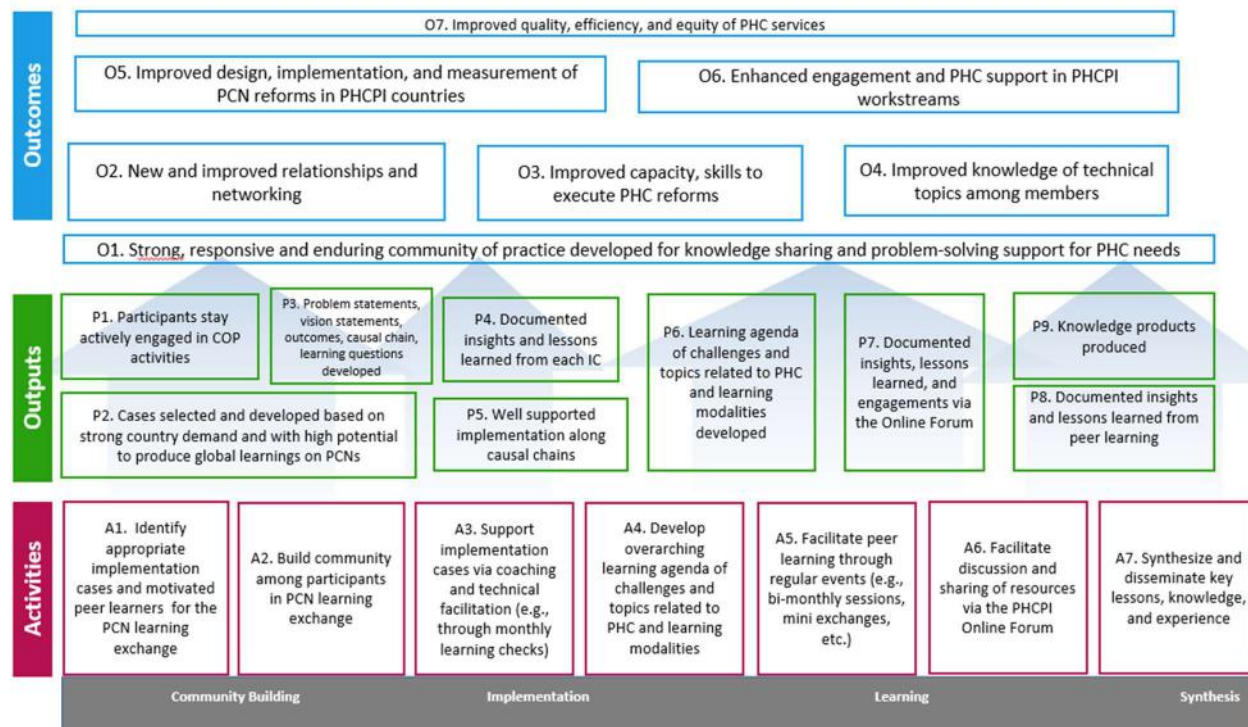 Outcomes
O7. Improved quality, efficiency, and equity of PHC services
O5. Improved design, implementation, and measurement of
PCN reforms in PHCPI countries
O6. Enhanced engagement and PHC support in PHCPI
workstreams
O2. New and improved relationships and
networking
O3. Improved capacity, skills to
execute PHC reforms
O4. Improved knowledge of technical
topics among members
O1. Strong, responsive and enduring community of practice developed for knowledge sharing and problem-solving support for PHC needs
Outputs
P1. Participants stay
actively engaged in COP
activities
P3. Problem statements,
vision statements,
outcomes, causal chain,
learning questions
developed
P4. Documented
insights and lessons
learned from each IC
P6. Learning agenda
of challenges and
topics related to PHC
and learning
modalities
developed
P7. Documented
insights, lessons
learned, and
engagements via
the Online Forum
P9. Knowledge products
produced
P2. Cases selected and developed based on
strong country demand and with high potential
to produce global learnings on PCNs
P5. Well supported
implementation along
causal chains
P8. Documented insights
and lessons learned from
peer learning
Activities
A1. Identify
appropriate
implementation
cases and motivated
peer learners for the
PCN learning
exchange
A2. Build community
among participants
in PCN learning
exchange
A3. Support
implementation
cases via coaching
and technical
facilitation (e.g.,
through monthly
learning checks)
A4. Develop
overarching
learning agenda of
challenges and
topics related to
PHC and learning
modalities
A5. Facilitate peer
learning through
regular events (e.g.,
bi-monthly sessions,
mini exchanges,
etc.)
A6. Facilitate
discussion and
sharing of resources
via the PHCPI
Online Forum
A7. Synthesize and
disseminate key
lessons, knowledge,
and experience
Community Building
Implementation
Learning
Synthesis